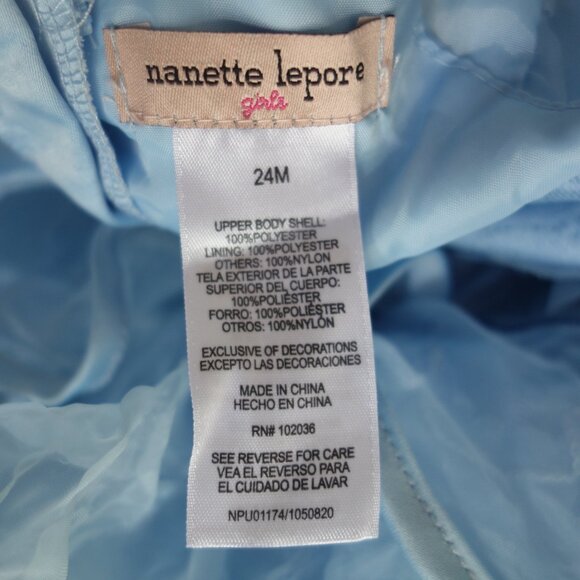 nanette lepore
girls
24M
UPPER BODY SHELL:
100%POLYESTER
LINING: 100%POLYESTER
OTHERS: 100%NYLON
TELA EXTERIOR DE LA PARTE
SUPERIOR DEL CUERPO:
100%POLIÉSTER
FORRO: 100%POLIÉSTER
OTROS: 100%NYLÓN
EXCLUSIVE OF DECORATIONS
EXCEPTO LAS DECORACIONES
MADE IN CHINA
HECHO EN CHINA
RN# 102036
SEE REVERSE FOR CARE
VEA EL REVERSO PARA
EL CUIDADO DE LAVAR
NPU01174/1050820